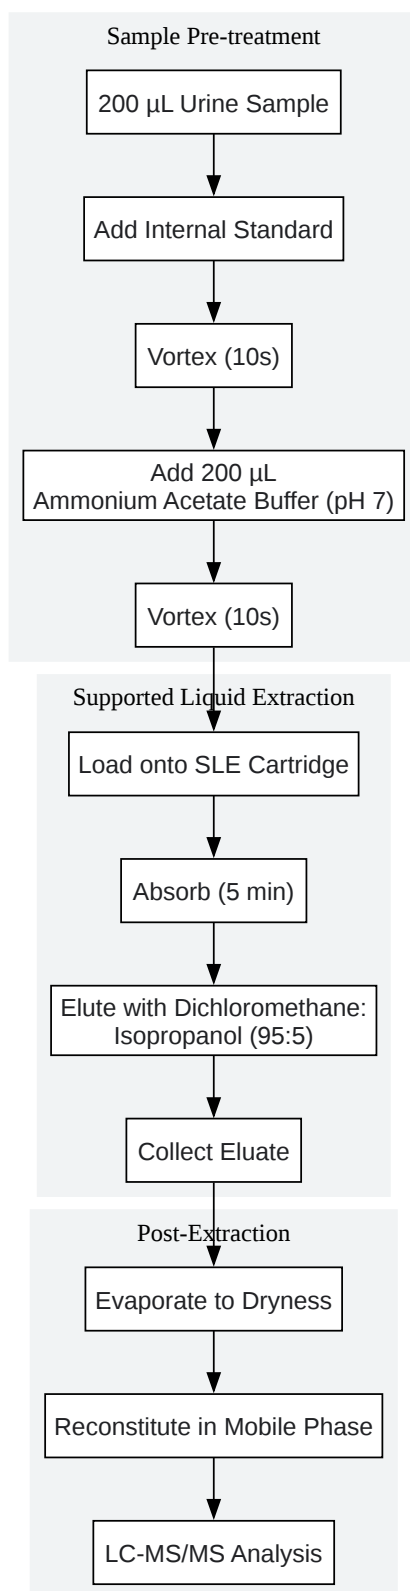 Sample Pre-treatment
200 µL Urine Sample
Add Internal Standard
Vortex (10s)
Add 200 µL
Ammonium Acetate Buffer (pH 7)
Vortex (10s)
Supported Liquid Extraction
Load onto SLE Cartridge
Absorb (5 min)
Elute with Dichloromethane:
Isopropanol (95:5)
Collect Eluate
Post-Extraction
Evaporate to Dryness
Reconstitute in Mobile Phase
LC-MS/MS Analysis